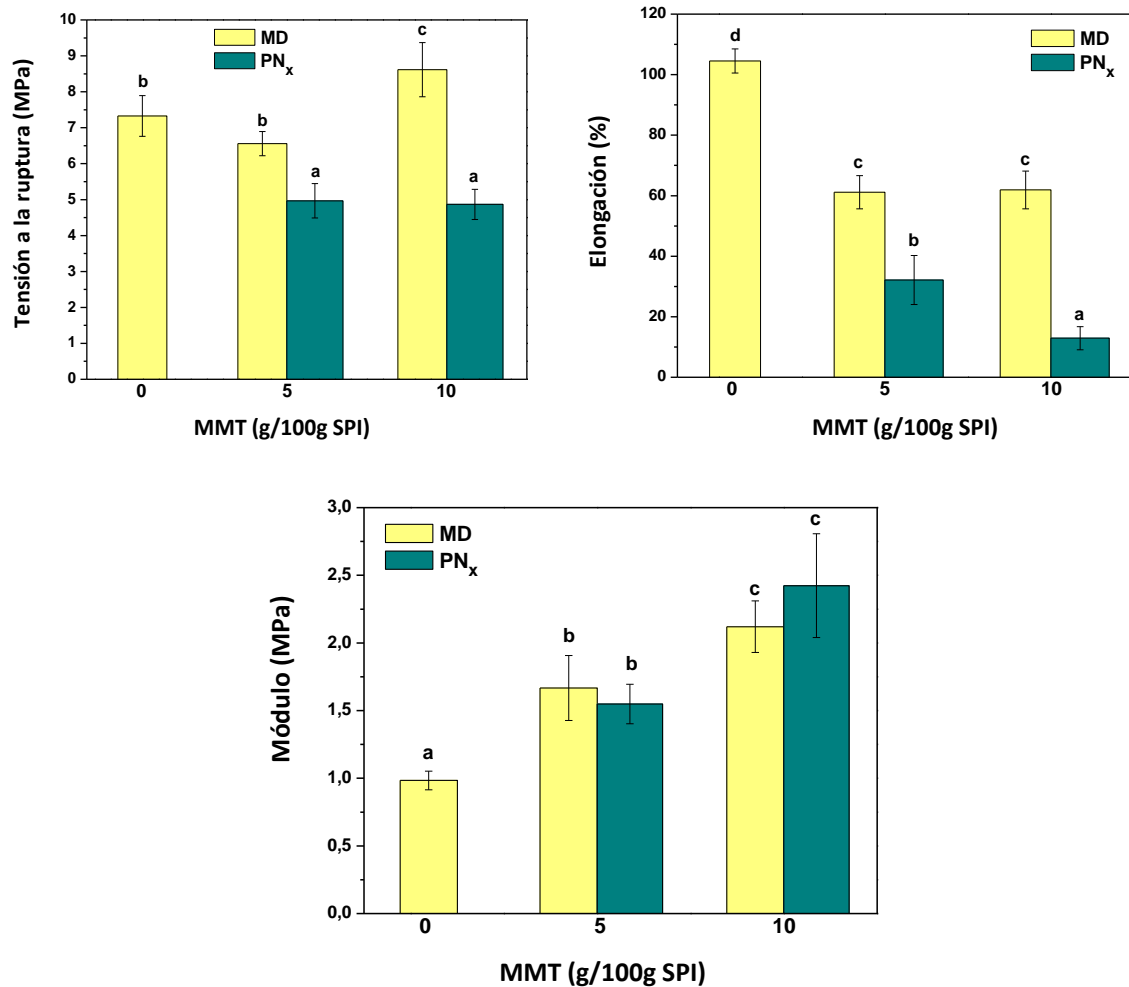 10
9
8
7
6
5
4
3
2
1
0
Tensión a la ruptura (MPa)
MD
PNx
b
b
a
c
a
0 5 10
MMT (g/100g SPI)
120
100
80
60
40
20
0
Elongación (%)
MD
PNx
d
c
b
c
a
0 5 10
MMT (g/100g SPI)
3,0
2,5
2,0
1,5
1,0
0,5
0,0
Módulo (MPa)
MD
PNx
a
b
b
c
c
0 5 10
MMT (g/100g SPI)